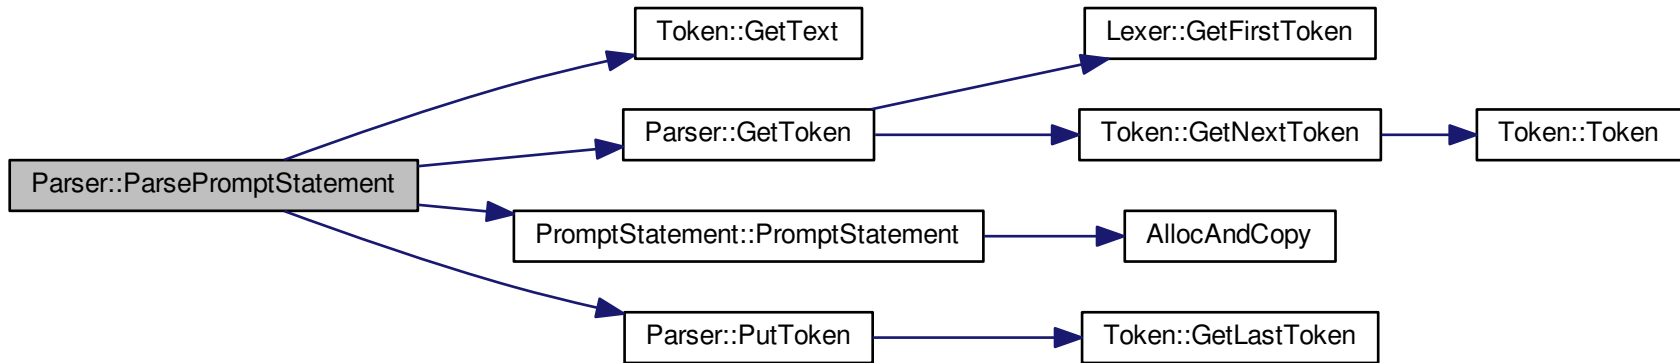 Token::GetText
Lexer::GetFirstToken
Parser::GetToken
Token::GetNextToken
Token::Token
Parser::ParsePromptStatement
PromptStatement::PromptStatement
AllocAndCopy
Parser::PutToken
Token::GetLastToken